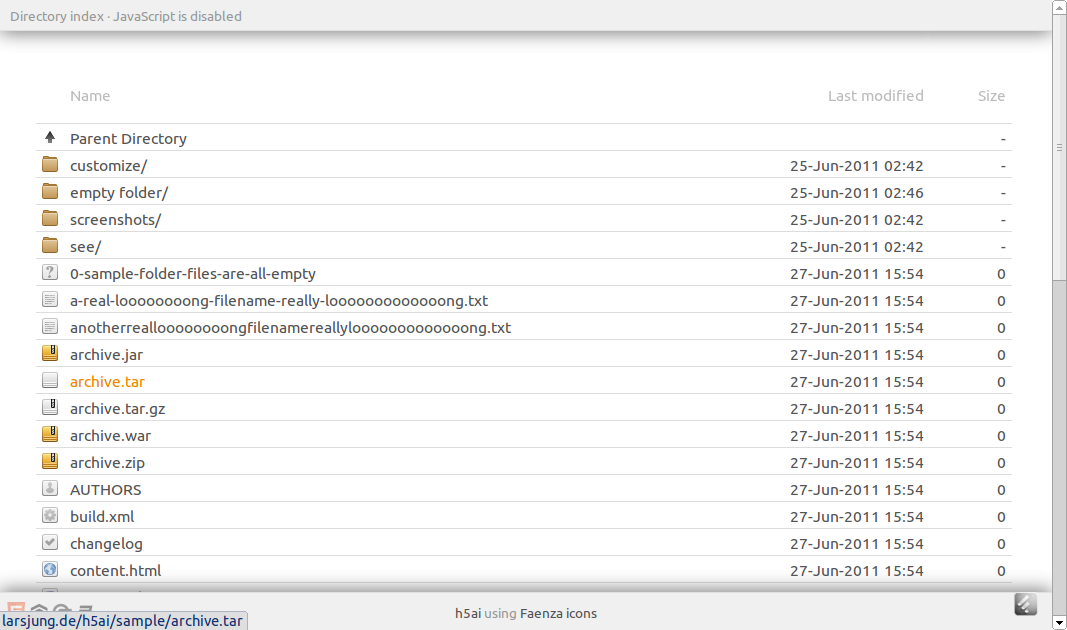 Directory index · JavaScript is disabled
Name Last modified Size
Parent Directory -
customize/ 25-Jun-2011 02:42 -
empty folder/ 25-Jun-2011 02:46 -
screenshots/ 25-Jun-2011 02:42 -
see/ 25-Jun-2011 02:42 -
0-sample-folder-files-are-all-empty 27-Jun-2011 15:54 0
a-real-loooooooong-filename-really-looooooooooooong.txt 27-Jun-2011 15:54 0
anotherreallooooooooongfilenamereallylooooooooooooong.txt 27-Jun-2011 15:54 0
archive.jar 27-Jun-2011 15:54 0
archive.tar 27-Jun-2011 15:54 0
archive.tar.gz 27-Jun-2011 15:54 0
archive.war 27-Jun-2011 15:54 0
archive.zip 27-Jun-2011 15:54 0
AUTHORS 27-Jun-2011 15:54 0
build.xml 27-Jun-2011 15:54 0
changelog 27-Jun-2011 15:54 0
content.html 27-Jun-2011 15:54 0
h5ai using Faenza icons
larsjung.de/h5ai/sample/archive.tar